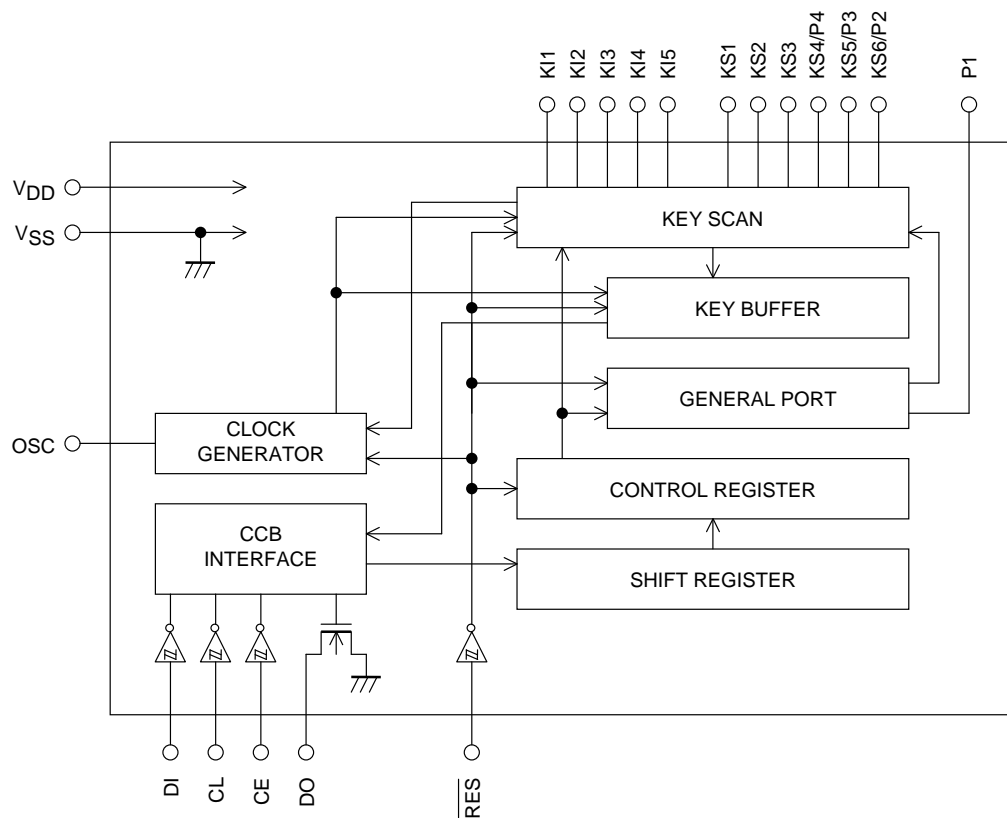 KI1
KI2
KI3
KI4
KI5
KS1
KS2
KS3
KS4/P4
KS5/P3
KS6/P2
P1
VDD
VSS
KEY SCAN
KEY BUFFER
GENERAL PORT
OSC
CLOCK
GENERATOR
CONTROL REGISTER
CCB
INTERFACE
SHIFT REGISTER
DI
CL
CE
DO
RES